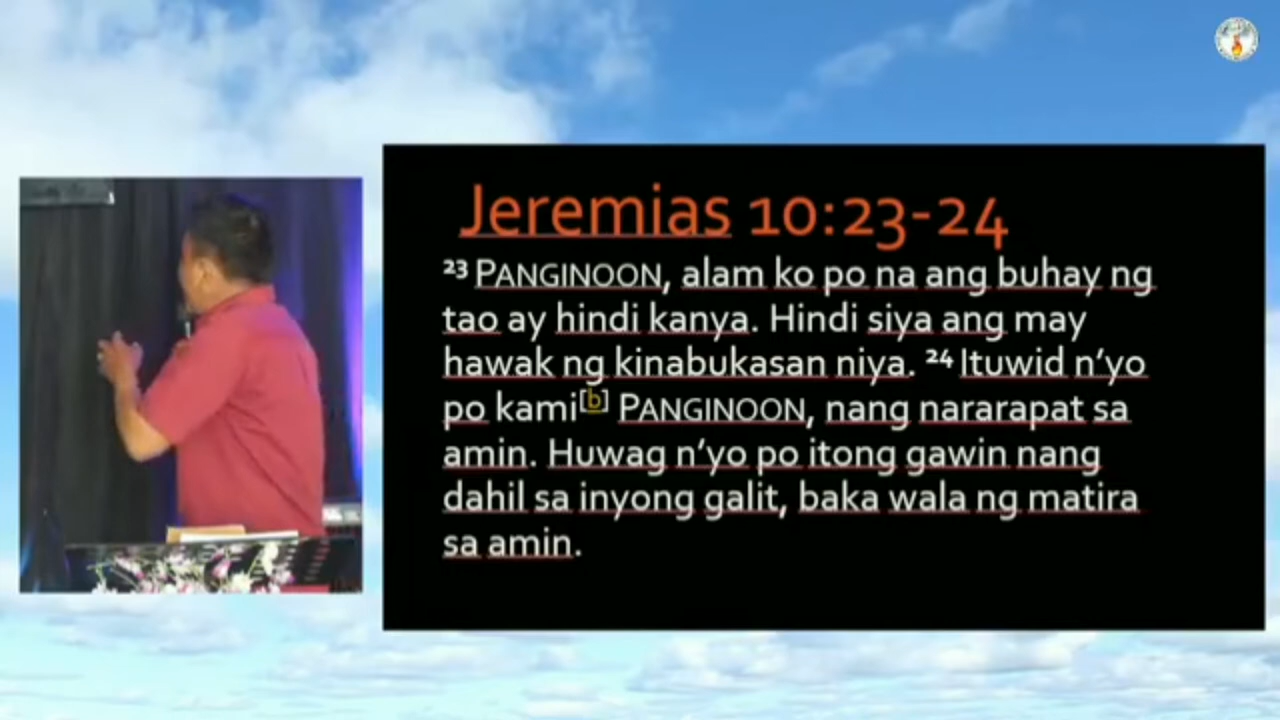 Jeremias 10:23-24
²³ PANGINOON, alam ko po na ang buhay ng
tao ay hindi kanya. Hindi siya ang may
hawak ng kinabukasan niya. ²⁴ Ituwid n’yo
po kami[b] PANGINOON, nang nararapat sa
amin. Huwag n’yo po itong gawin nang
dahil sa inyong galit, baka wala ng matira
sa amin.